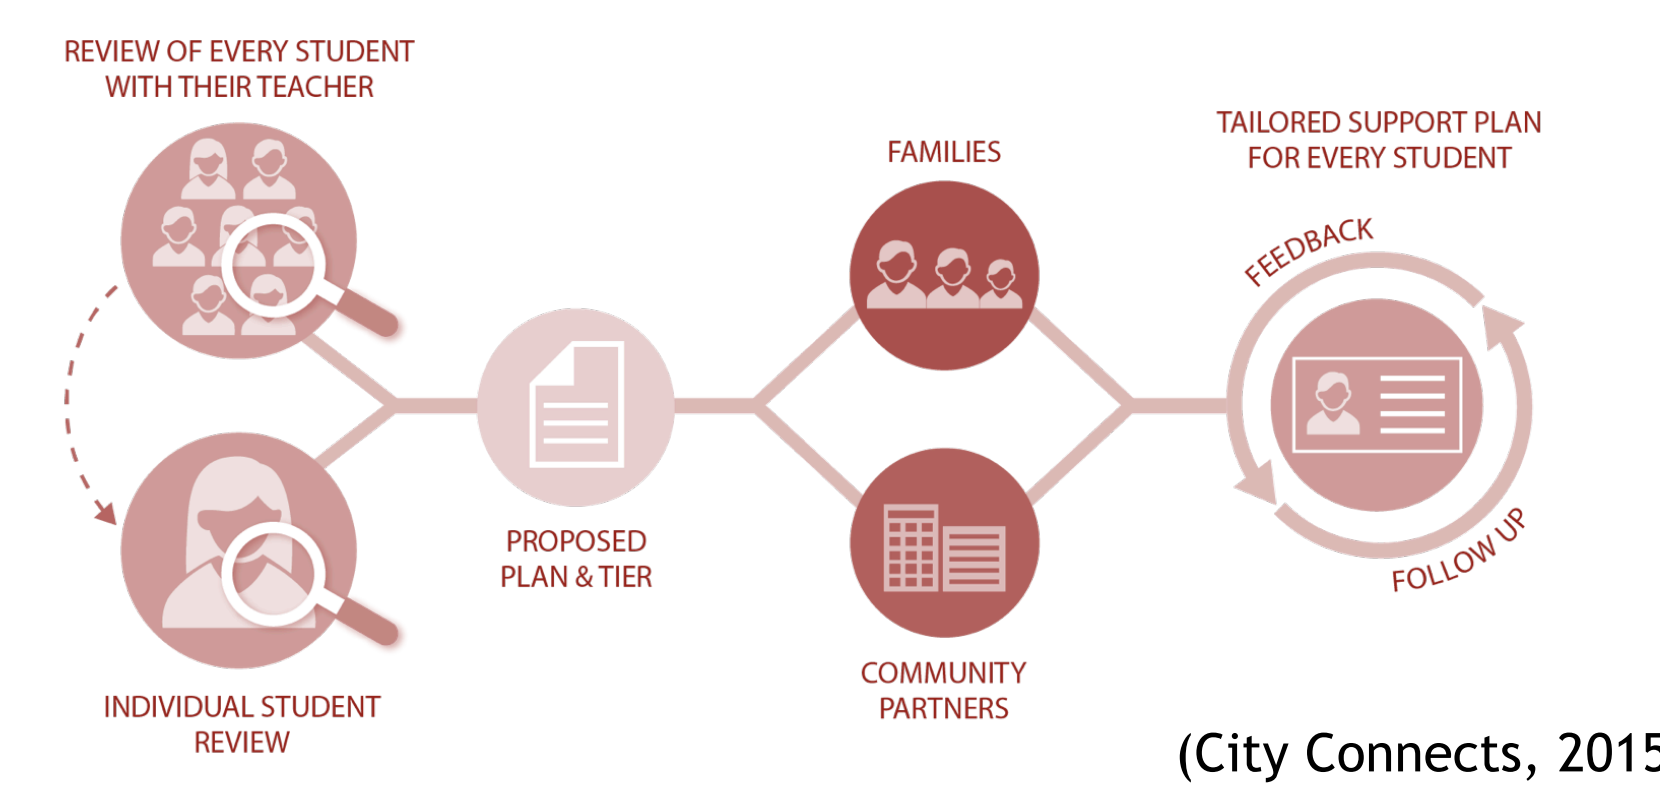 REVIEW OF EVERY STUDENT
WITH THEIR TEACHER
INDIVIDUAL STUDENT
REVIEW
PROPOSED
PLAN & TIER
FAMILIES
COMMUNITY
PARTNERS
TAILORED SUPPORT PLAN
FOR EVERY STUDENT
FEEDBACK
FOLLOW UP
(City Connects, 2015